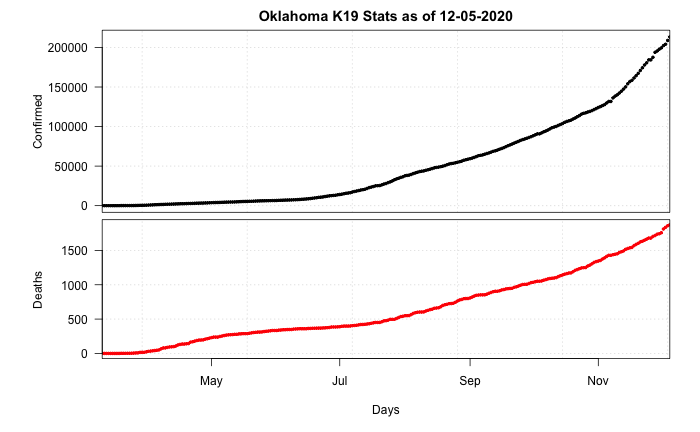 Oklahoma K19 Stats as of 12-05-2020
200000
150000
100000
50000
0
Confirmed
1500
1000
500
0
Deaths
May Jul Sep Nov
Days